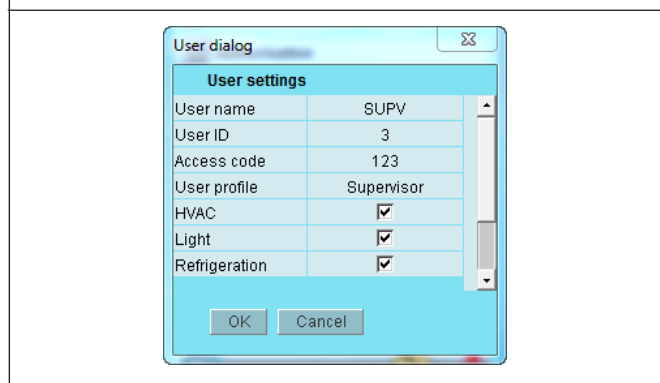 User dialog
User settings
User name SUPV
User ID 3
Access code 123
User profile Supervisor
HVAC
Light
Refrigeration
OK Cancel